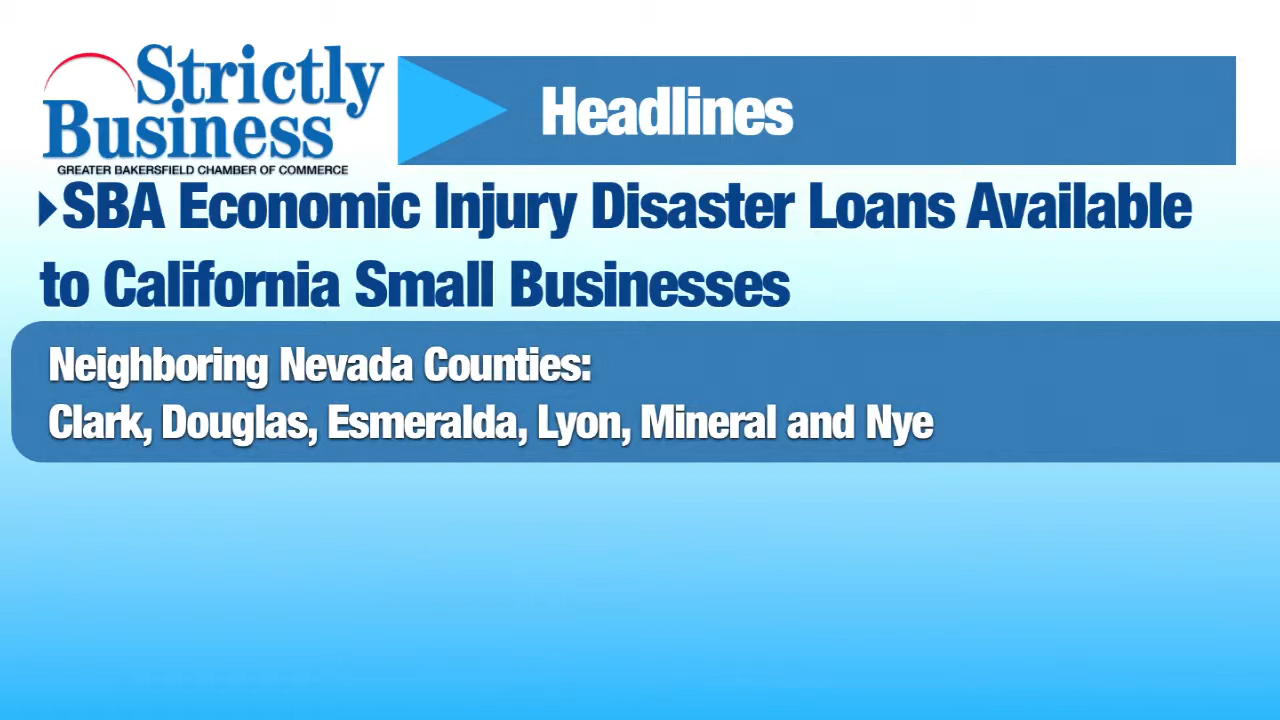 Strictly
Business
GREATER BAKERSFIELD CHAMBER OF COMMERCE
Headlines
SBA Economic Injury Disaster Loans Available
to California Small Businesses
Neighboring Nevada Counties:
Clark, Douglas, Esmeralda, Lyon, Mineral and Nye